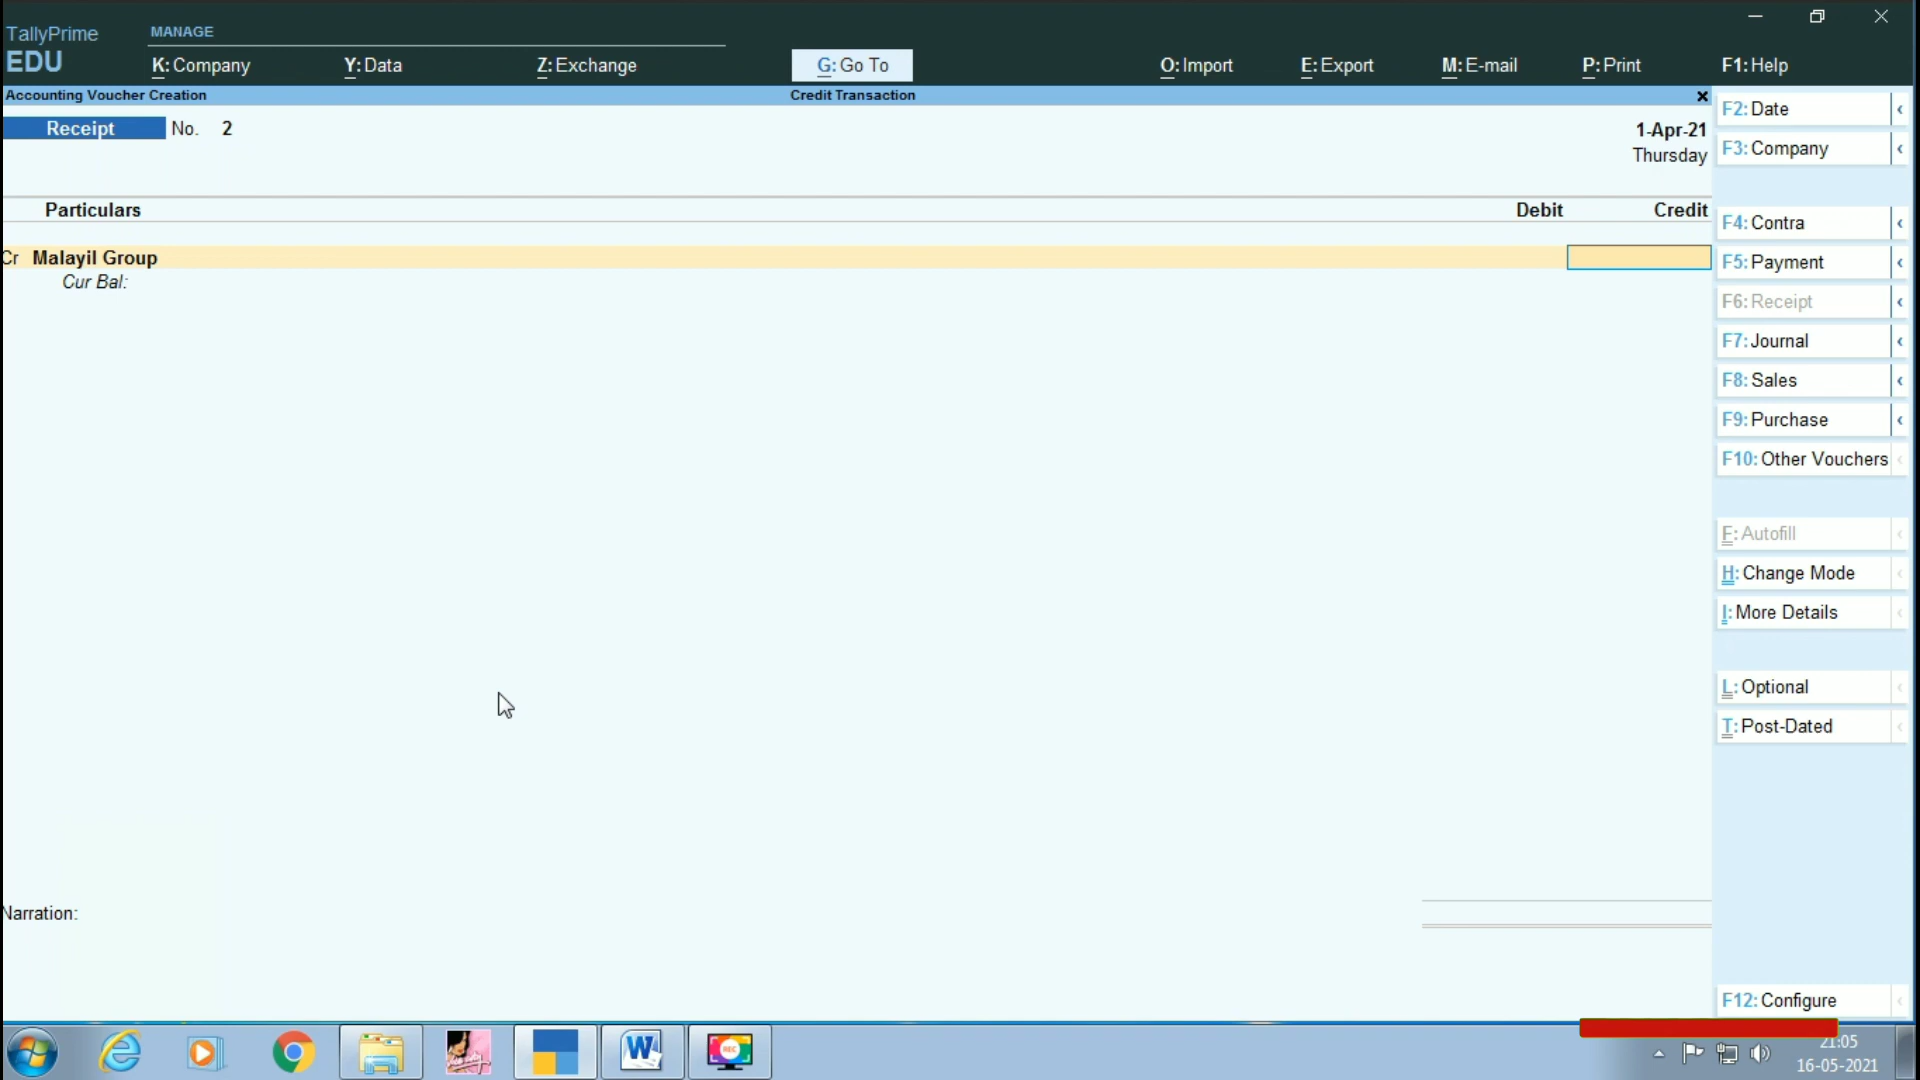 TallyPrime
EDU
MANAGE
K: Company
Y: Data
Z: Exchange
G: Go To
O: Import
E: Export
M: E-mail
P: Print
F1: Help
Accounting Voucher Creation
Credit Transaction
Receipt No. 2
1-Apr-21
Thursday
Particulars
Debit
Credit
Cr Malayil Group
Cur Bal:
Narration:
F2: Date
F3: Company
F4: Contra
F5: Payment
F6: Receipt
F7: Journal
F8: Sales
F9: Purchase
F10: Other Vouchers
F: Autofill
H: Change Mode
I: More Details
L: Optional
T: Post-Dated
F12: Configure
REC
21:05
16-05-2021